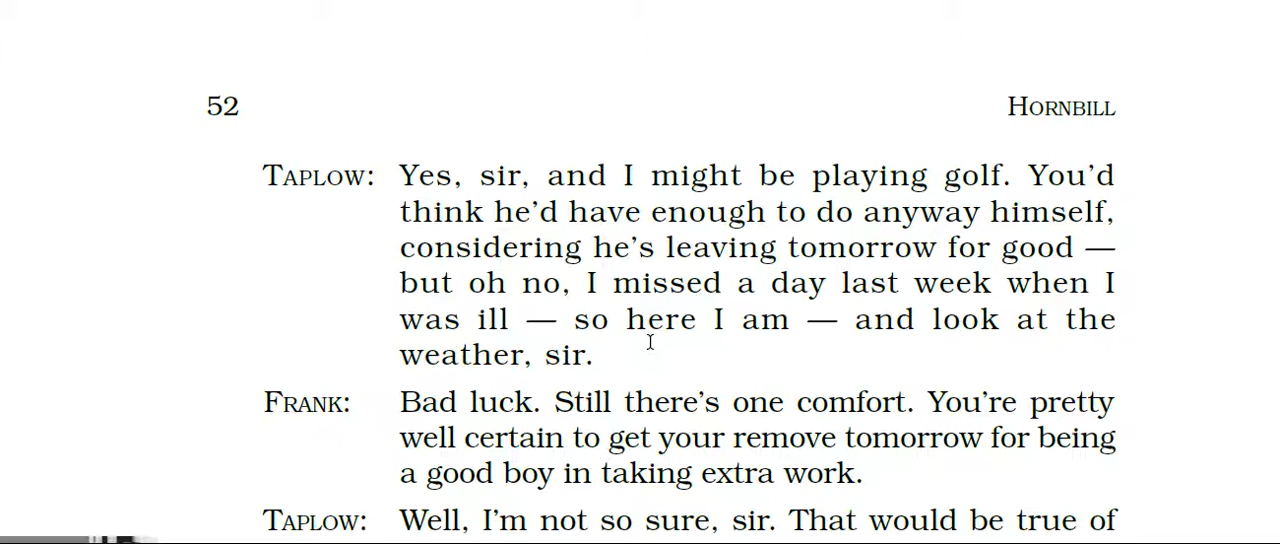 52 HORNBILL
TAPLOW: Yes, sir, and I might be playing golf. You'd
think he'd have enough to do anyway himself,
considering he's leaving tomorrow for good —
but oh no, I missed a day last week when I
was ill — so here I am — and look at the
weather, sir.
FRANK: Bad luck. Still there's one comfort. You're pretty
well certain to get your remove tomorrow for being
a good boy in taking extra work.
TAPLOW: Well, I'm not so sure, sir. That would be true of